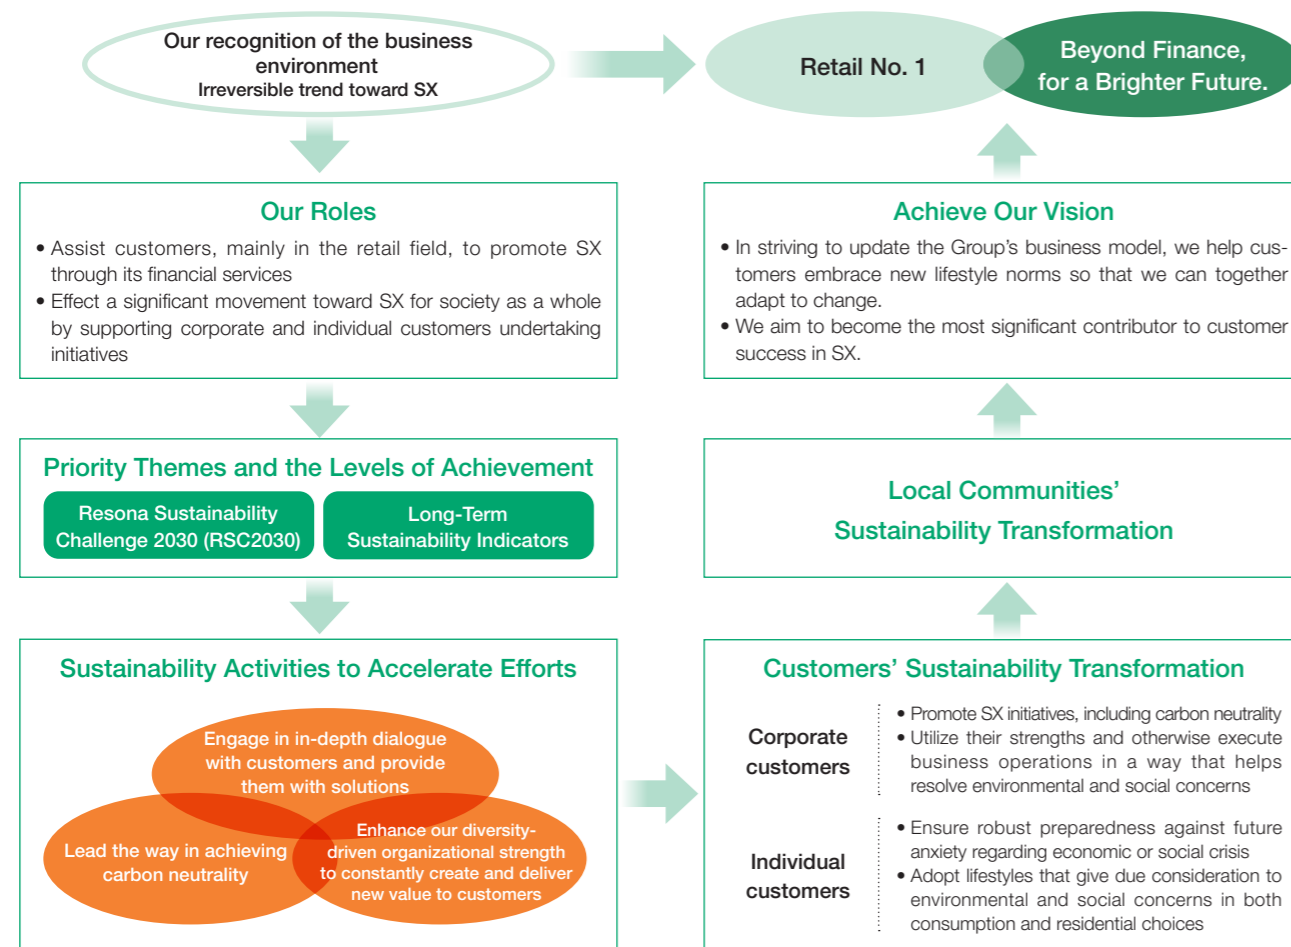 Our recognition of the business
environment
Irreversible trend toward SX
Retail No. 1
Beyond Finance,
for a Brighter Future.
Our Roles
• Assist customers, mainly in the retail field, to promote SX
through its financial services
• Effect a significant movement toward SX for society as a whole
by supporting corporate and individual customers undertaking
initiatives
Achieve Our Vision
• In striving to update the Group's business model, we help cus-
tomers embrace new lifestyle norms so that we can together
adapt to change.
• We aim to become the most significant contributor to customer
success in SX.
Priority Themes and the Levels of Achievement
Resona Sustainability
Challenge 2030 (RSC2030)
Long-Term
Sustainability Indicators
Local Communities'
Sustainability Transformation
Sustainability Activities to Accelerate Efforts
Engage in in-depth dialogue
with customers and provide
them with solutions
Lead the way in achieving
carbon neutrality
Enhance our diversity-
driven organizational strength
to constantly create and deliver
new value to customers
Customers' Sustainability Transformation
Corporate
customers
• Promote SX initiatives, including carbon neutrality
• Utilize their strengths and otherwise execute
business operations in a way that helps
resolve environmental and social concerns
Individual
customers
• Ensure robust preparedness against future
anxiety regarding economic or social crisis
• Adopt lifestyles that give due consideration to
environmental and social concerns in both
consumption and residential choices